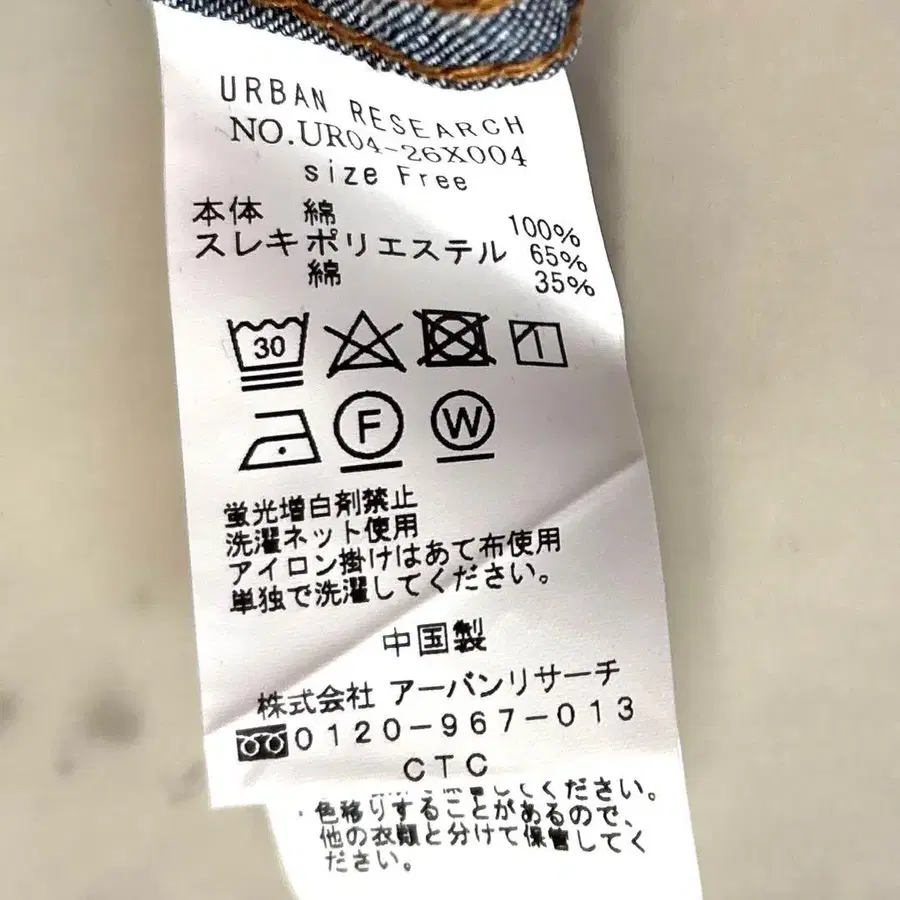 URBAN RESEARCH
NO.UR04-26X004
size Free
本体 綿 100%
スレキ ポリエステル 65%
綿 35%
30
F W
蛍光増白剤禁止
洗濯ネット使用
アイロン掛けはあて布使用
単独で洗濯してください。
中国製
株式会社 アーバンリサーチ
0120-967-013
CTC
してください。
・色移りすることがあるので、
他の衣類と分けて保管してく
ださい。